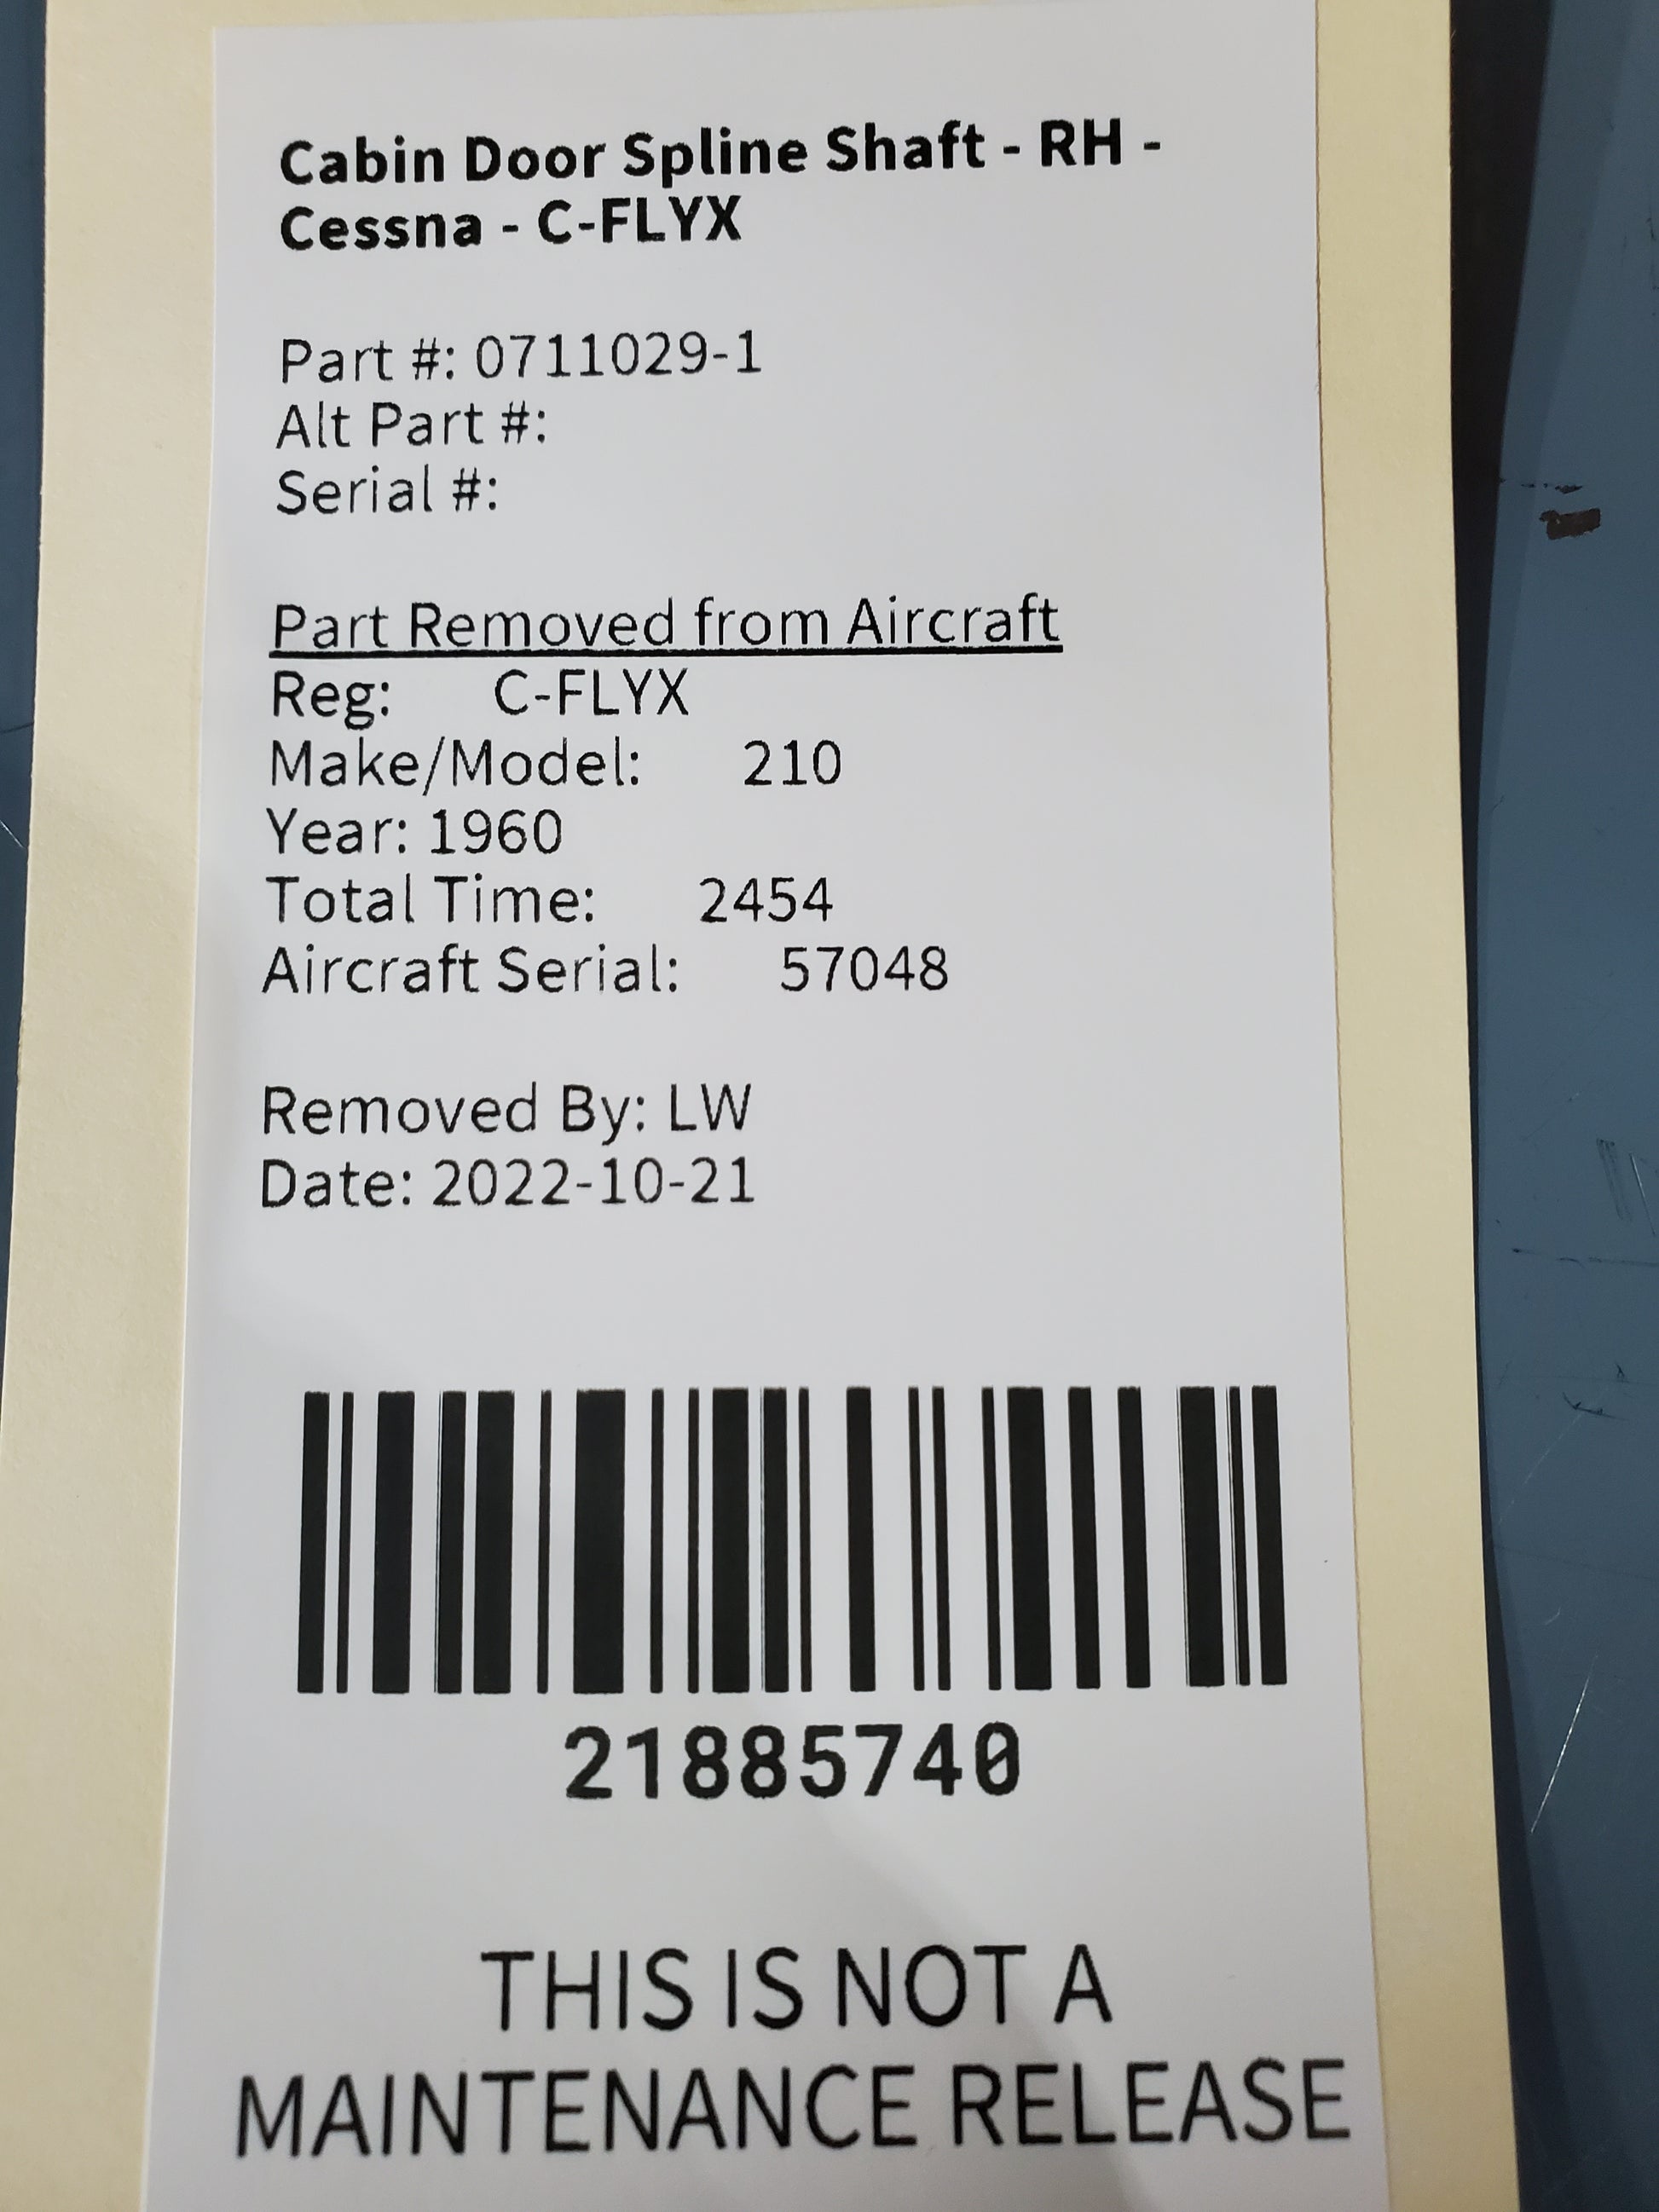 Cabin Door Spline Shaft - RH -
Cessna - C-FLYX
Part #: 0711029-1
Alt Part #:
Serial #:
Part Removed from Aircraft
Reg: C-FLYX
Make/Model: 210
Year: 1960
Total Time: 2454
Aircraft Serial: 57048
Removed By: LW
Date: 2022-10-21
21885740
THIS IS NOT A
MAINTENANCE RELEASE